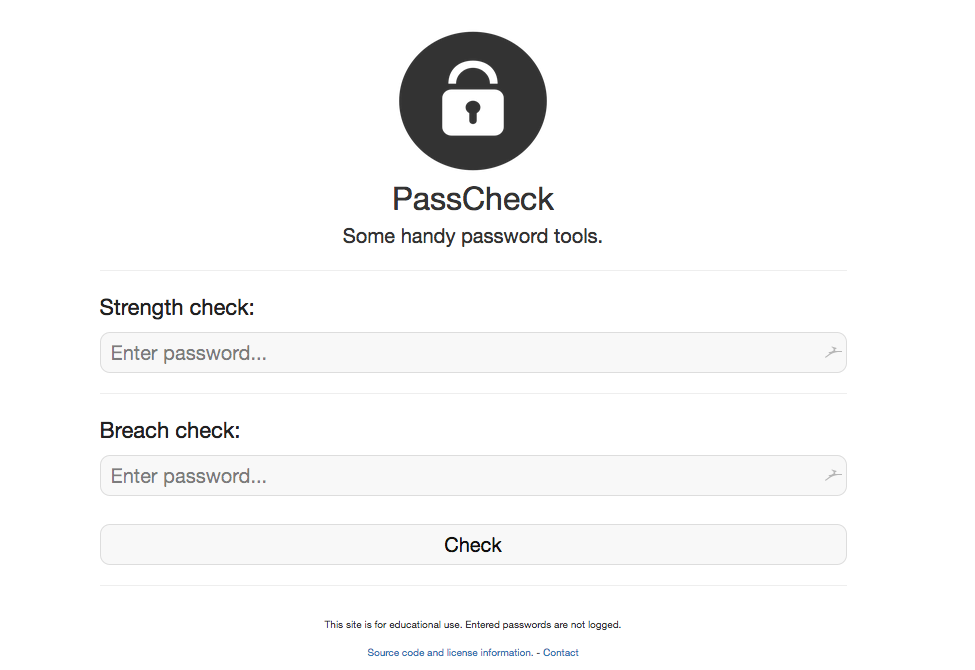 PassCheck
Some handy password tools.
Strength check:
Enter password...
Breach check:
Enter password...
Check
This site is for educational use. Entered passwords are not logged.
Source code and license information. - Contact